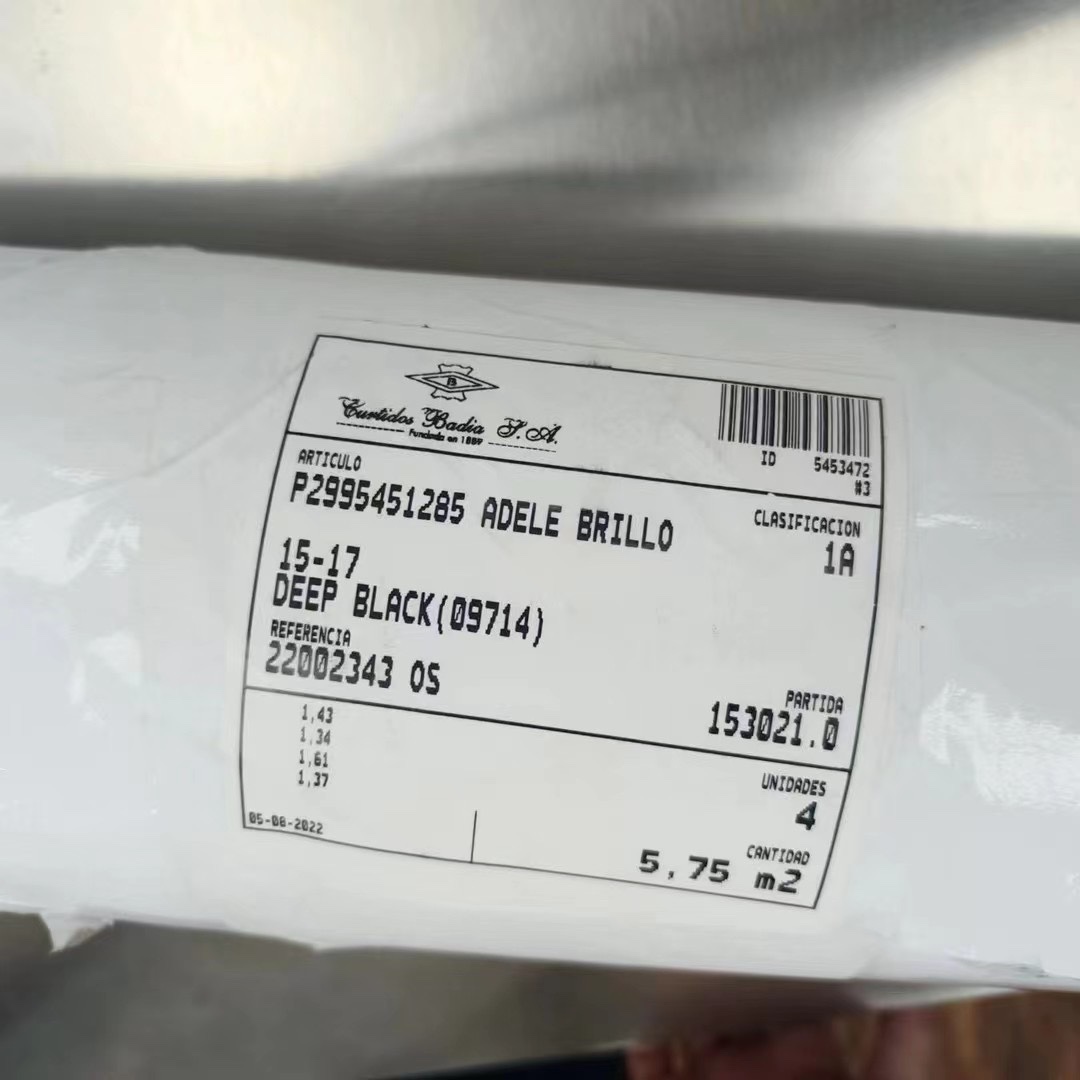 B
Curtidos Badia S.A.
Fundada en 1889
ID 5453472
#3
ARTICULO
P2995451285 ADELE BRILLO
CLASIFICACION
1A
15-17
DEEP BLACK(09714)
REFERENCIA
22002343 OS
PARTIDA
153021.0
1,43
1,34
1,61
1,37
UNIDADES
4
05-08-2022
CANTIDAD
5,75 m2